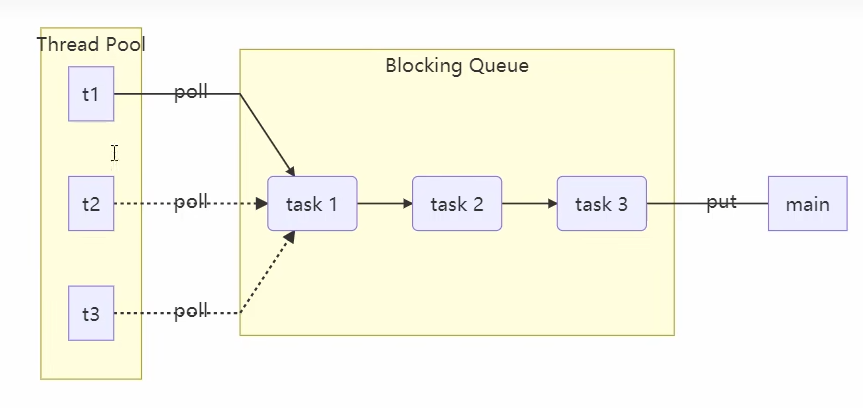 Thread Pool
Blocking Queue
t1
poll
t2
poll
task 1
task 2
task 3
put
main
t3
poll